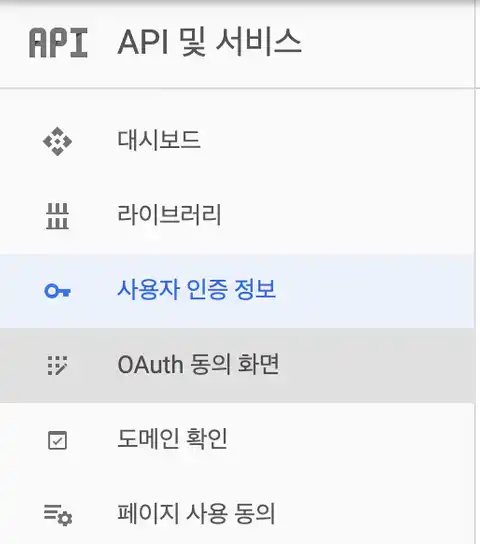 API API 및 서비스
대시보드
라이브러리
사용자 인증 정보
OAuth 동의 화면
도메인 확인
페이지 사용 동의